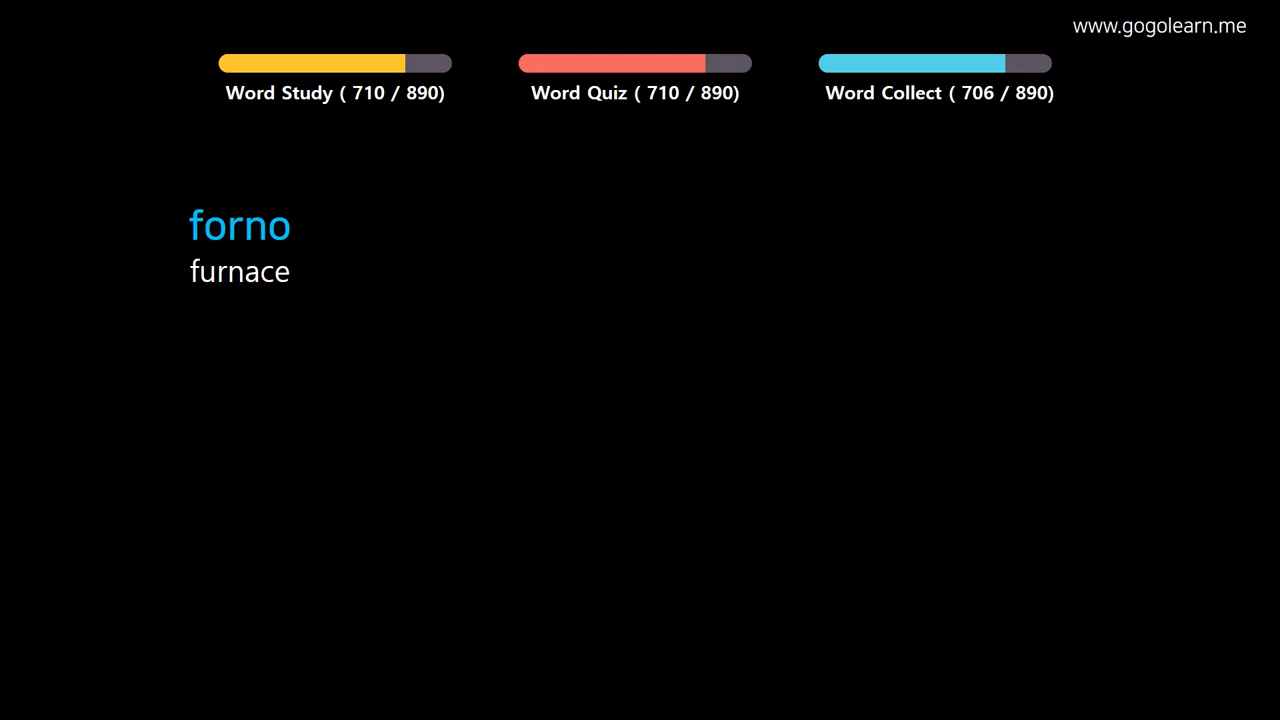 www.gogolearn.me
Word Study ( 710 / 890)
Word Quiz ( 710 / 890)
Word Collect ( 706 / 890)
forno
furnace